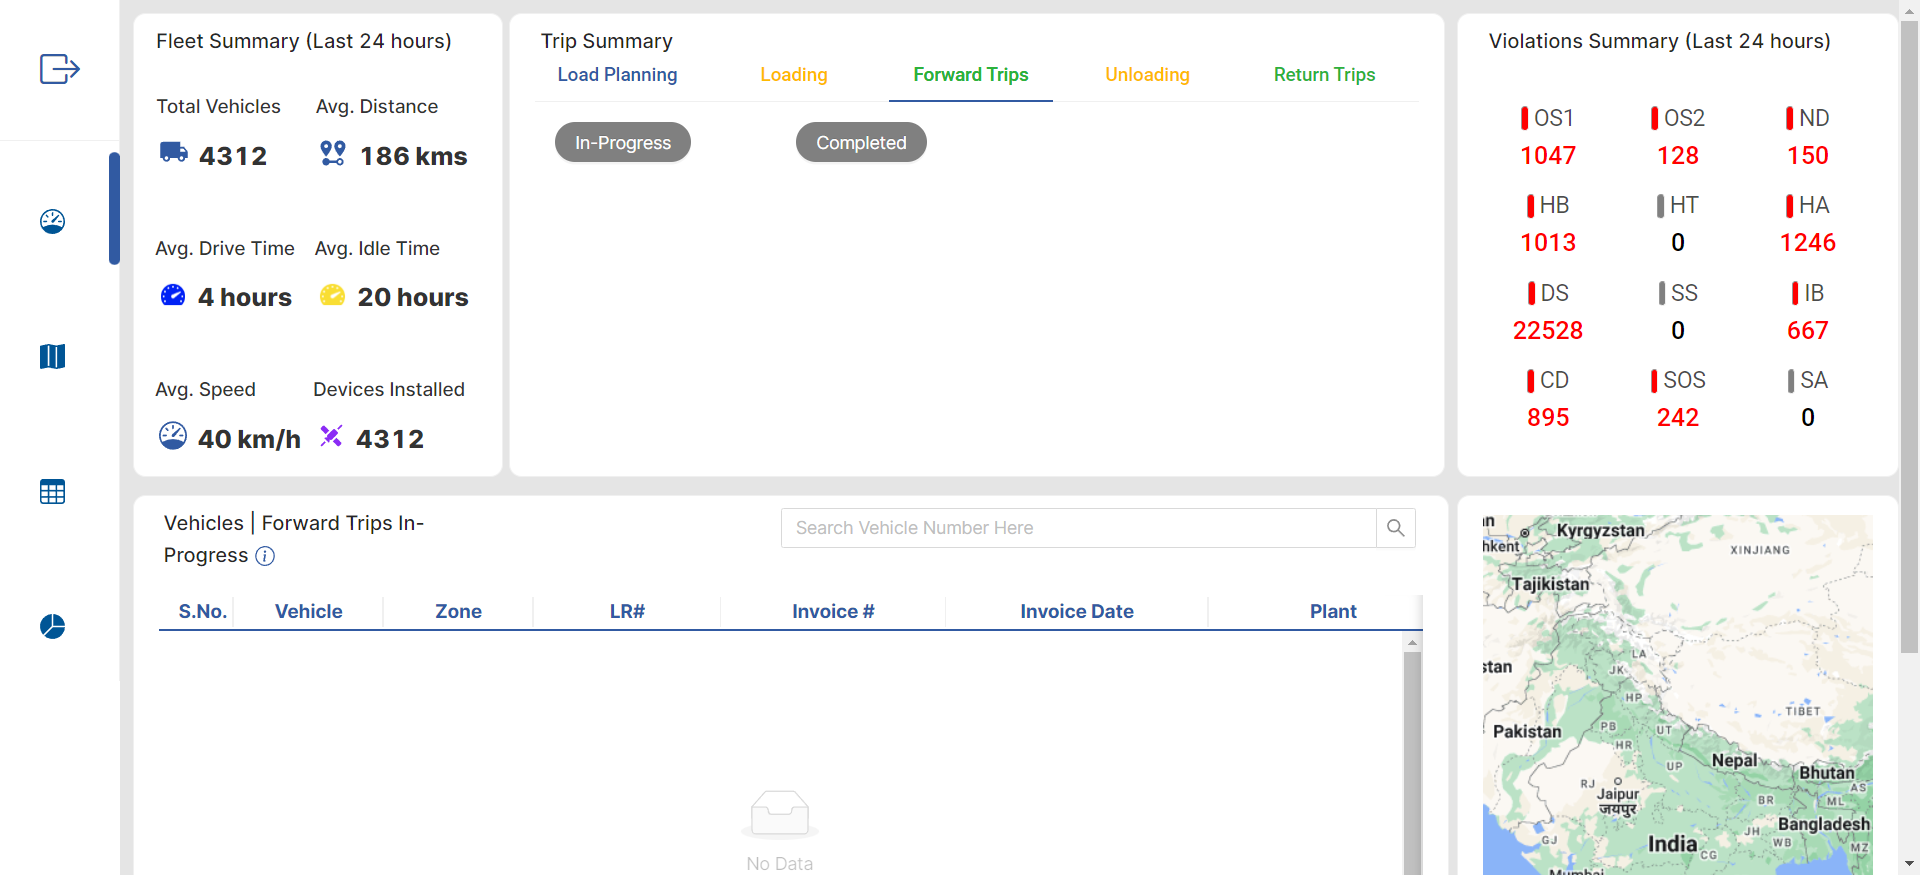 Fleet Summary (Last 24 hours)
Total Vehicles
Avg. Distance
4312
186 kms
Avg. Drive Time
Avg. Idle Time
4 hours
20 hours
Avg. Speed
Devices Installed
40 km/h
4312
Trip Summary
Load Planning
Loading
Forward Trips
Unloading
Return Trips
In-Progress
Completed
Violations Summary (Last 24 hours)
OS1
OS2
ND
1047
128
150
HB
HT
HA
1013
0
1246
DS
SS
IB
22528
0
667
CD
SOS
SA
895
242
0
Vehicles | Forward Trips In-
Progress
Search Vehicle Number Here
S.No.
Vehicle
Zone
LR#
Invoice #
Invoice Date
Plant
No Data
an
Kyrgyzstan
hkent
XINJIANG
Tajikistan
LA
stan
JK
HP
TIBET
Pakistan
PB
UT
HR
Nepal
UP
Bhutan
RJ
AS
Jaipur
जयपुर
BR
ML
Bangladesh
JH
GJ
India
WB
MZ
CG
Mumbai